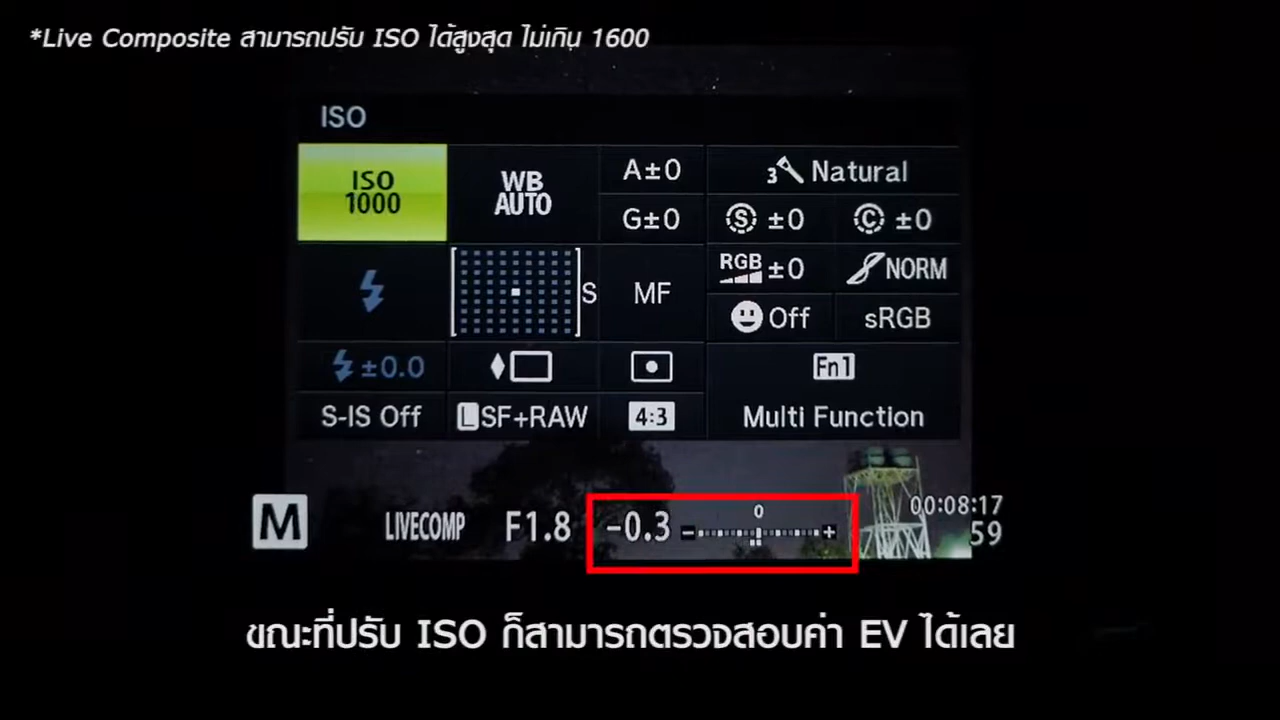 *Live Composite สามารถปรับ ISO ได้สูงสุด ไม่เกิน 1600
ISO
ISO 1000
WB AUTO
A±0
G±0
3 Natural
S ±0
C ±0
RGB ±0
NORM
S
MF
Off
sRGB
±0.0
Fn1
S-IS Off
LSF+RAW
4:3
Multi Function
M
LIVECOMP
F1.8
-0.3
0
- +
00:08:17
59
ขณะที่ปรับ ISO ก็สามารถตรวจสอบค่า EV ได้เลย